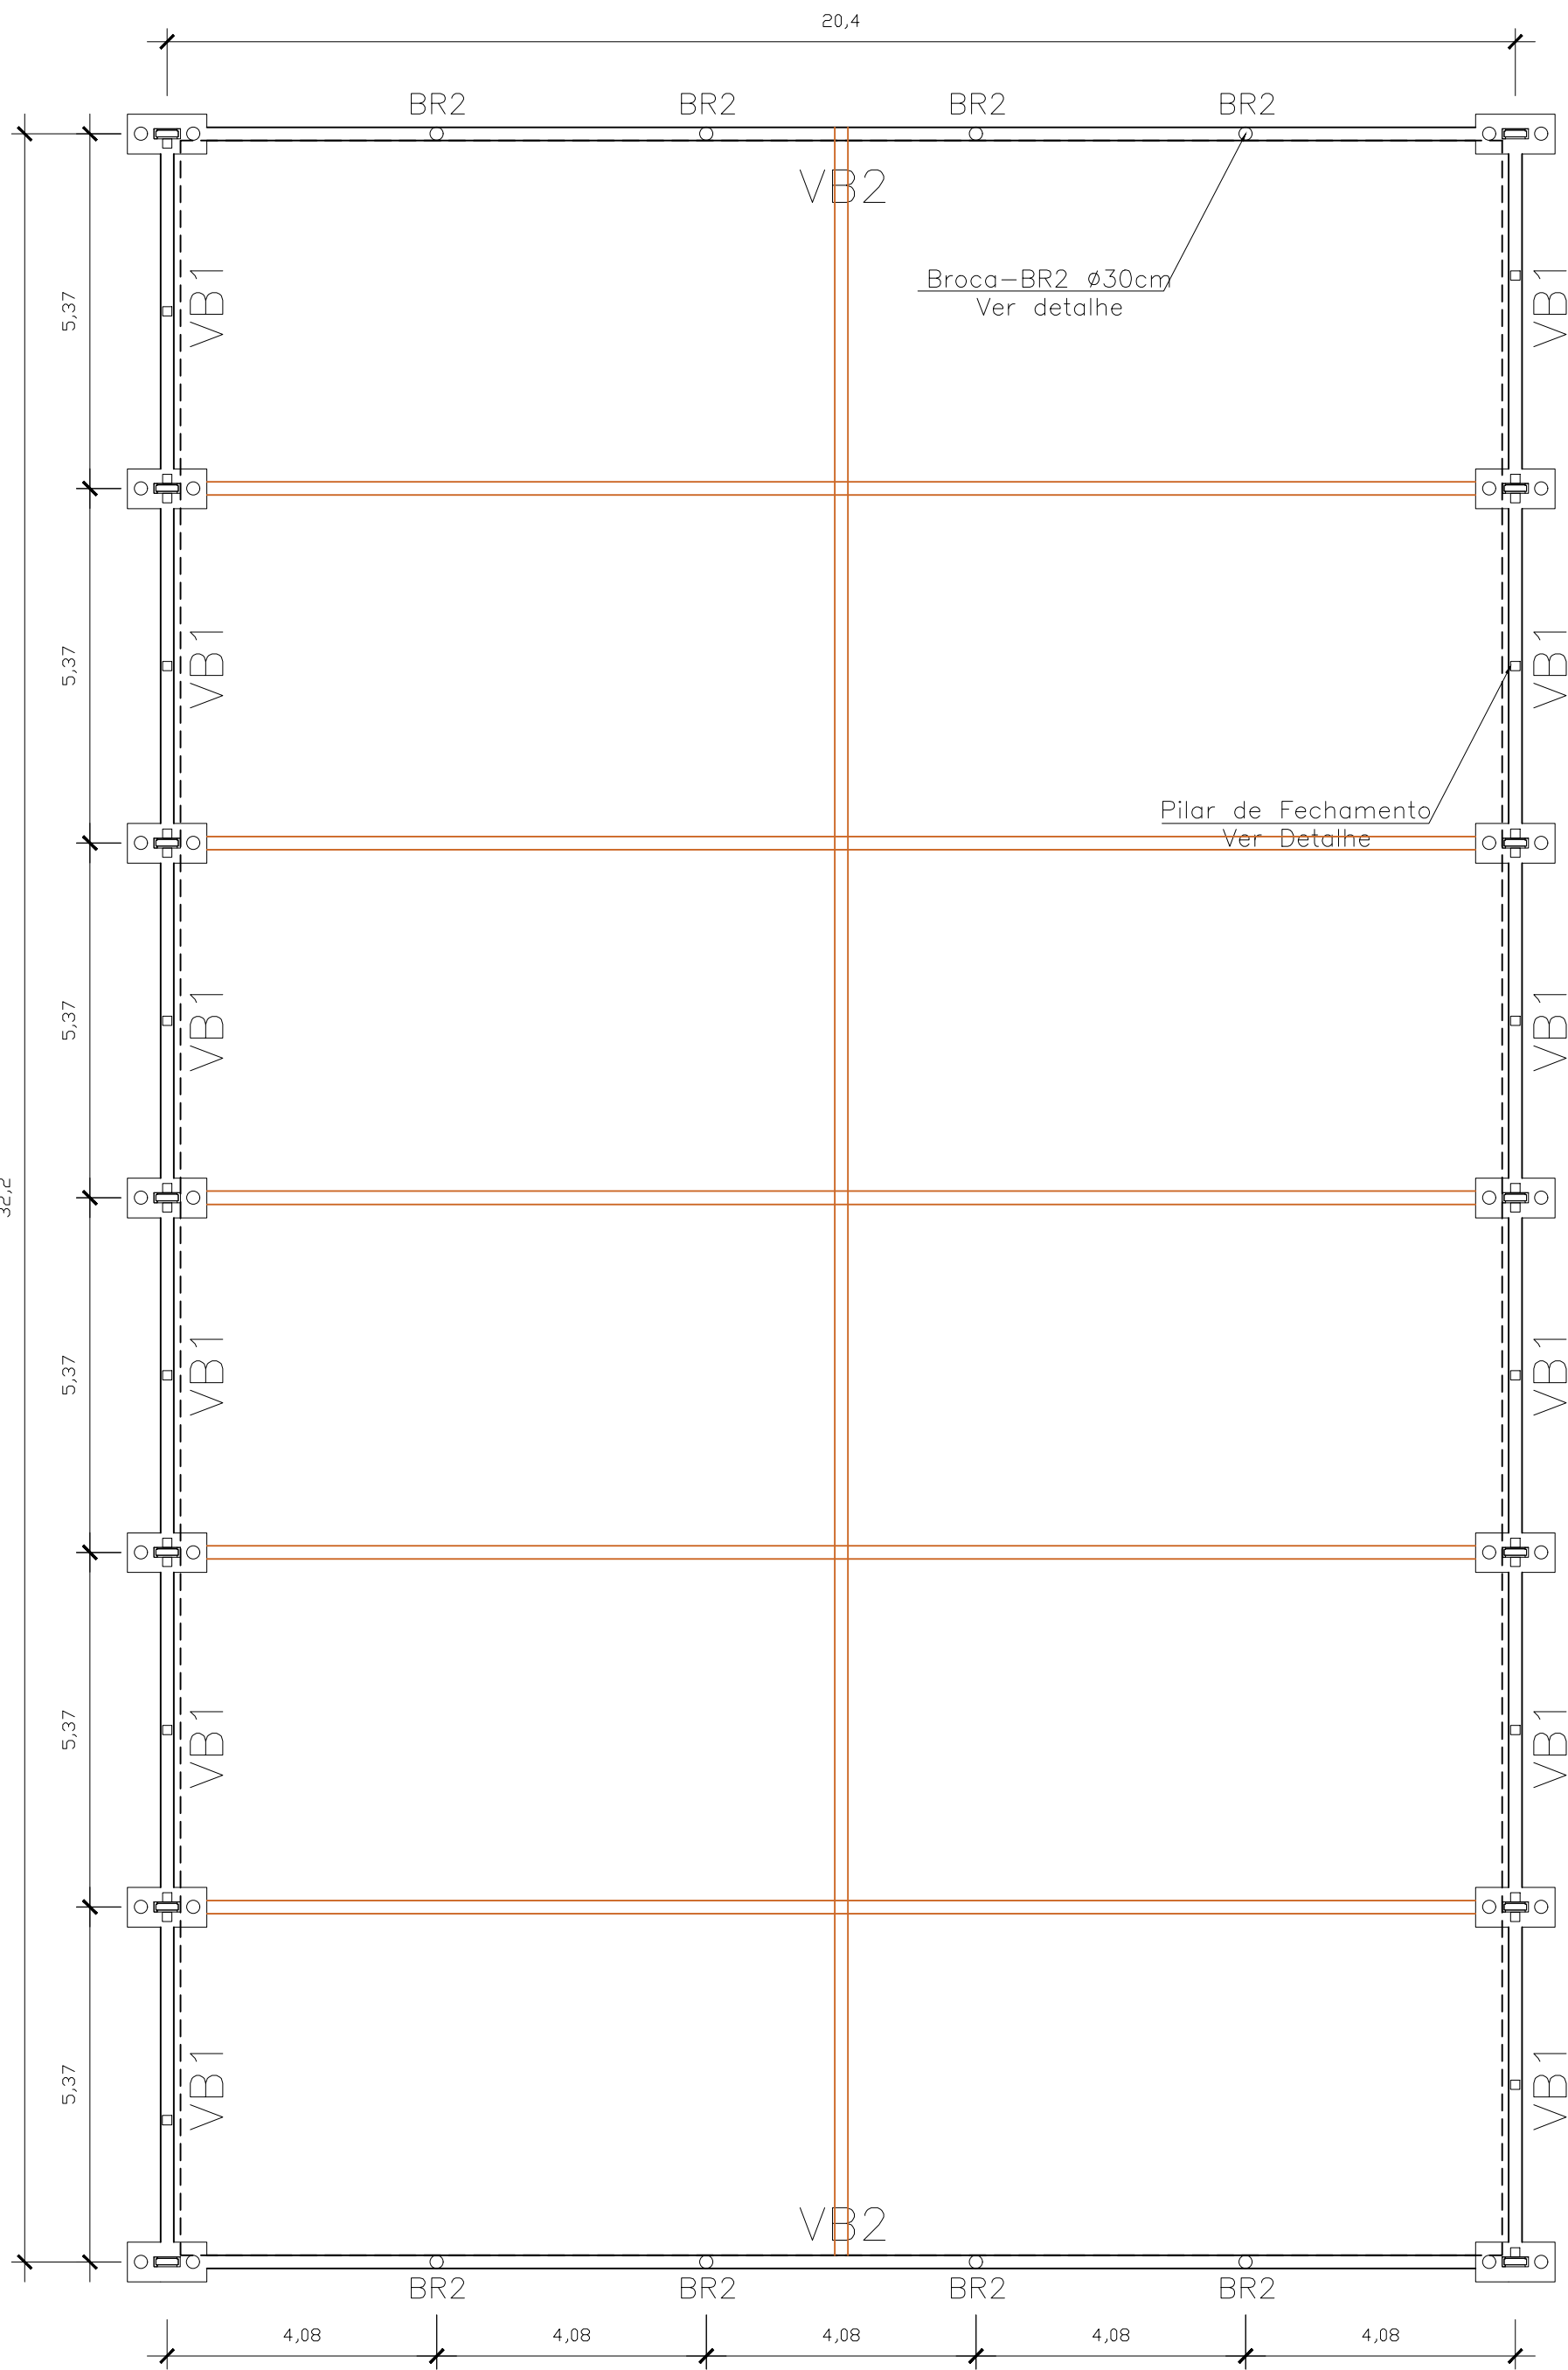 20,4
BR2 BR2 BR2 BR2
VB2
Broca-BR2 ø30cm
Ver detalhe
5,37
VB1
VB1
5,37
VB1
VB1
Pilar de Fechamento
Ver Detalhe
5,37
VB1
VB1
32,2
5,37
VB1
VB1
5,37
VB1
VB1
5,37
VB1
VB1
VB2
BR2 BR2 BR2 BR2
4,08 4,08 4,08 4,08 4,08